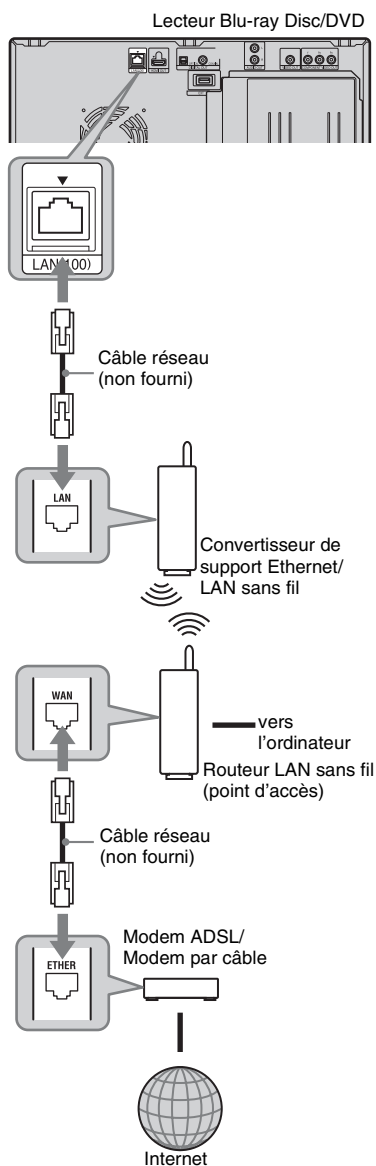 Lecteur Blu-ray Disc/DVD
LAN(100)
Câble réseau
(non fourni)
LAN
Convertisseur de
support Ethernet/
LAN sans fil
WAN
vers
l'ordinateur
Routeur LAN sans fil
(point d'accès)
Câble réseau
(non fourni)
Modem ADSL/
Modem par câble
ETHER
Internet